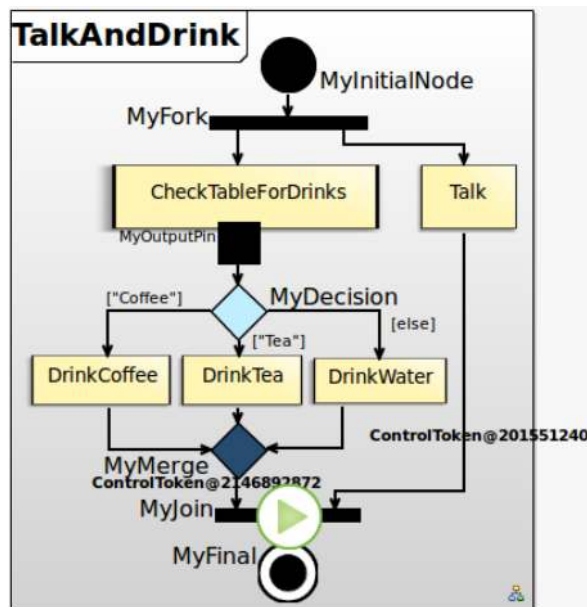 TalkAndDrink
MyInitialNode
MyFork
CheckTableForDrinks
Talk
MyOutputPin
MyDecision
["Coffee"]
["Tea"]
[else]
DrinkCoffee
DrinkTea
DrinkWater
ControlToken@201551240
MyMerge
ControlToken@2146892872
MyJoin
MyFinal